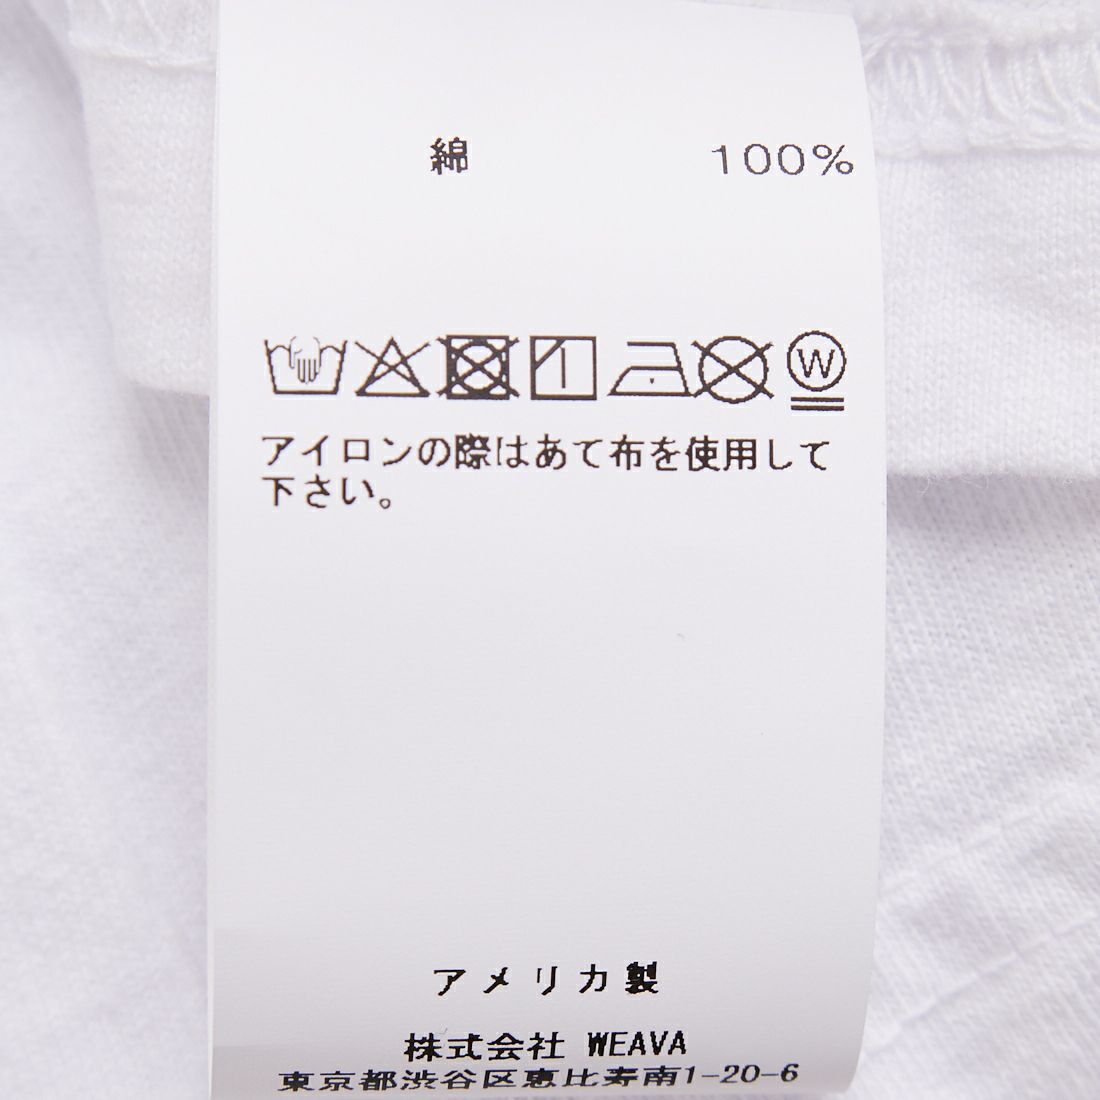 綿 100%
W
アイロンの際はあて布を使用して
下さい。
アメリカ製
株式会社 WEAVA
東京都渋谷区恵比寿南1-20-6